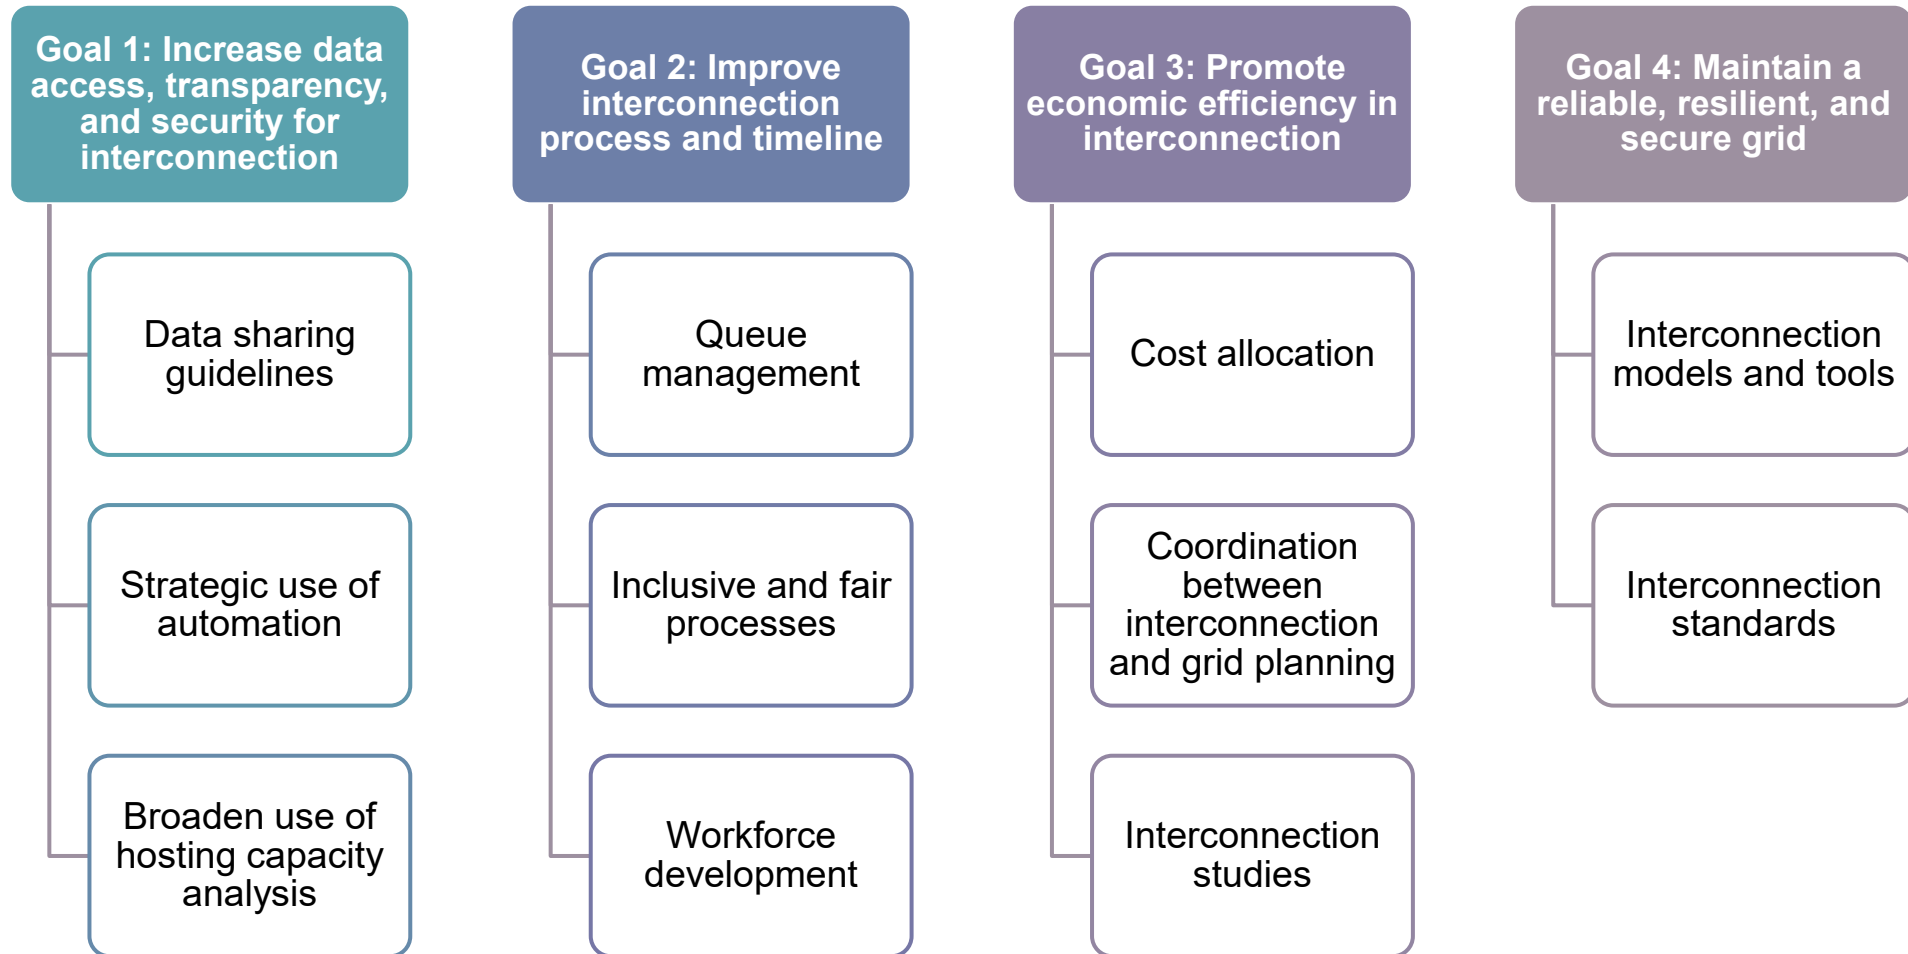 Goal 1: Increase data
access, transparency,
and security for
interconnection
Data sharing
guidelines
Strategic use of
automation
Broaden use of
hosting capacity
analysis
Goal 2: Improve
interconnection
process and timeline
Queue
management
Inclusive and fair
processes
Workforce
development
Goal 3: Promote
economic efficiency in
interconnection
Cost allocation
Coordination
between
interconnection
and grid planning
Interconnection
studies
Goal 4: Maintain a
reliable, resilient, and
secure grid
Interconnection
models and tools
Interconnection
standards